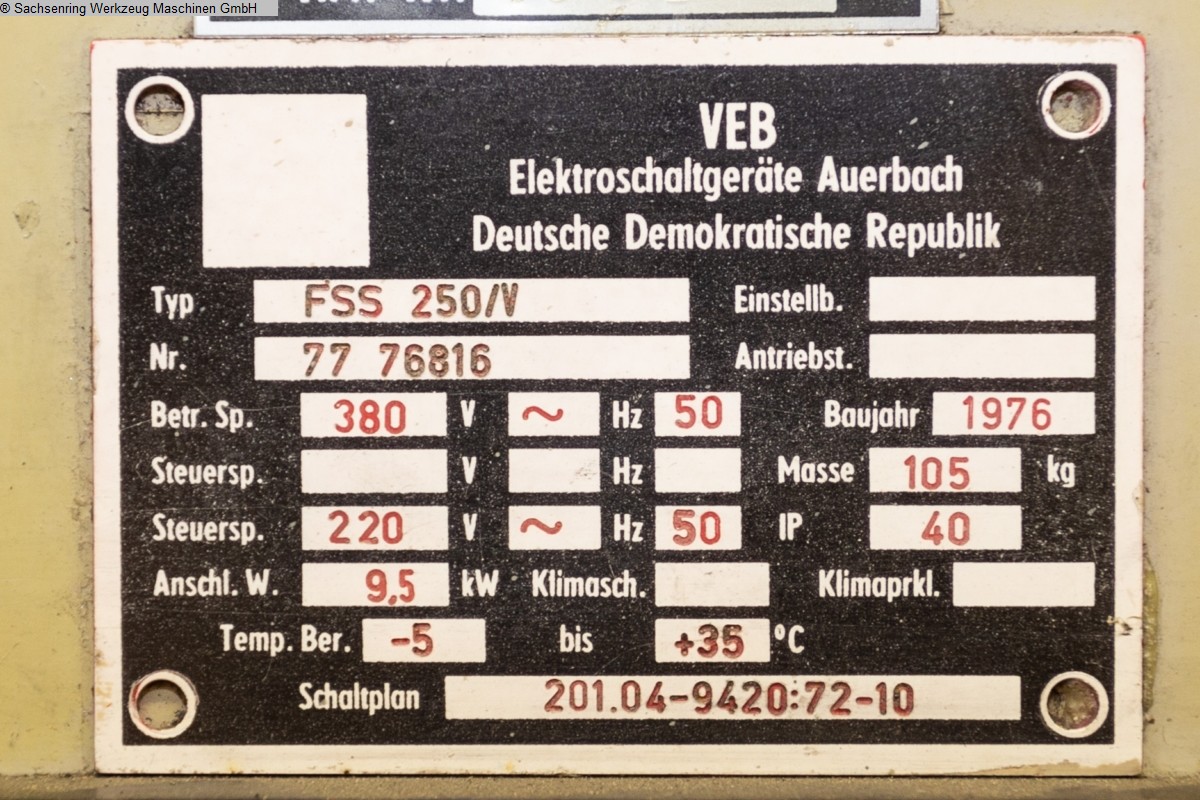 ® Sachsenring Werkzeug Maschinen GmbH
VEB
Elektroschaltgeräte Auerbach
Deutsche Demokratische Republik
Typ FSS 250/V Einstellb.
Nr. 77 76816 Antriebst.
Betr. Sp. 380 V ~ Hz 50 Baujahr 1976
Steuersp. V Hz Masse 105 kg
Steuersp. 220 V ~ Hz 50 IP 40
Anschl. W. 9,5 kW Klimasch. Klimaprkl.
Temp. Ber. -5 bis +35 °C
Schaltplan 201.04-9420:72-10